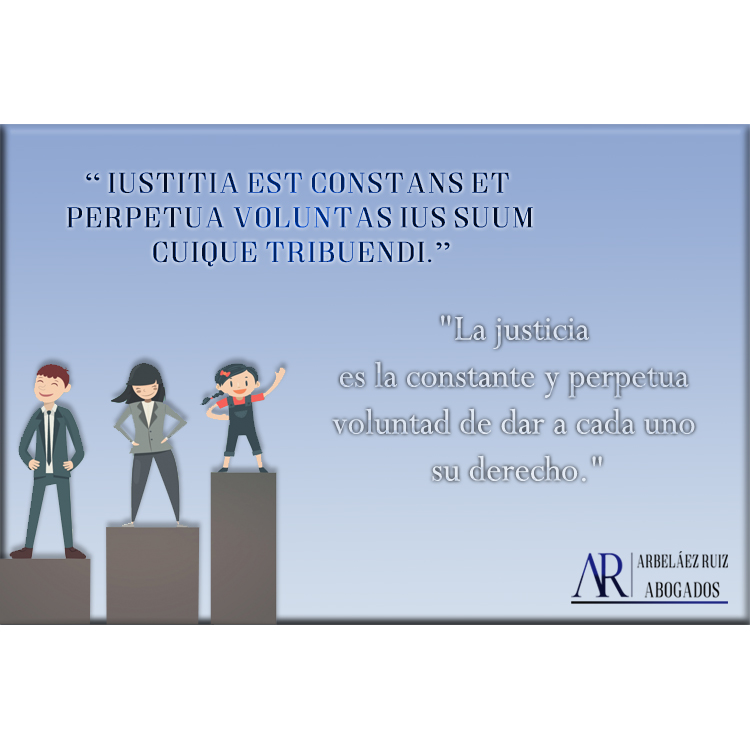 “ IUSTITIA EST CONSTANS ET
PERPETUA VOLUNTAS IUS SUUM
CUIQUE TRIBUENDI.”
"La justicia
es la constante y perpetua
voluntad de dar a cada uno
su derecho."
AR
ARBELÁEZ RUIZ
ABOGADOS